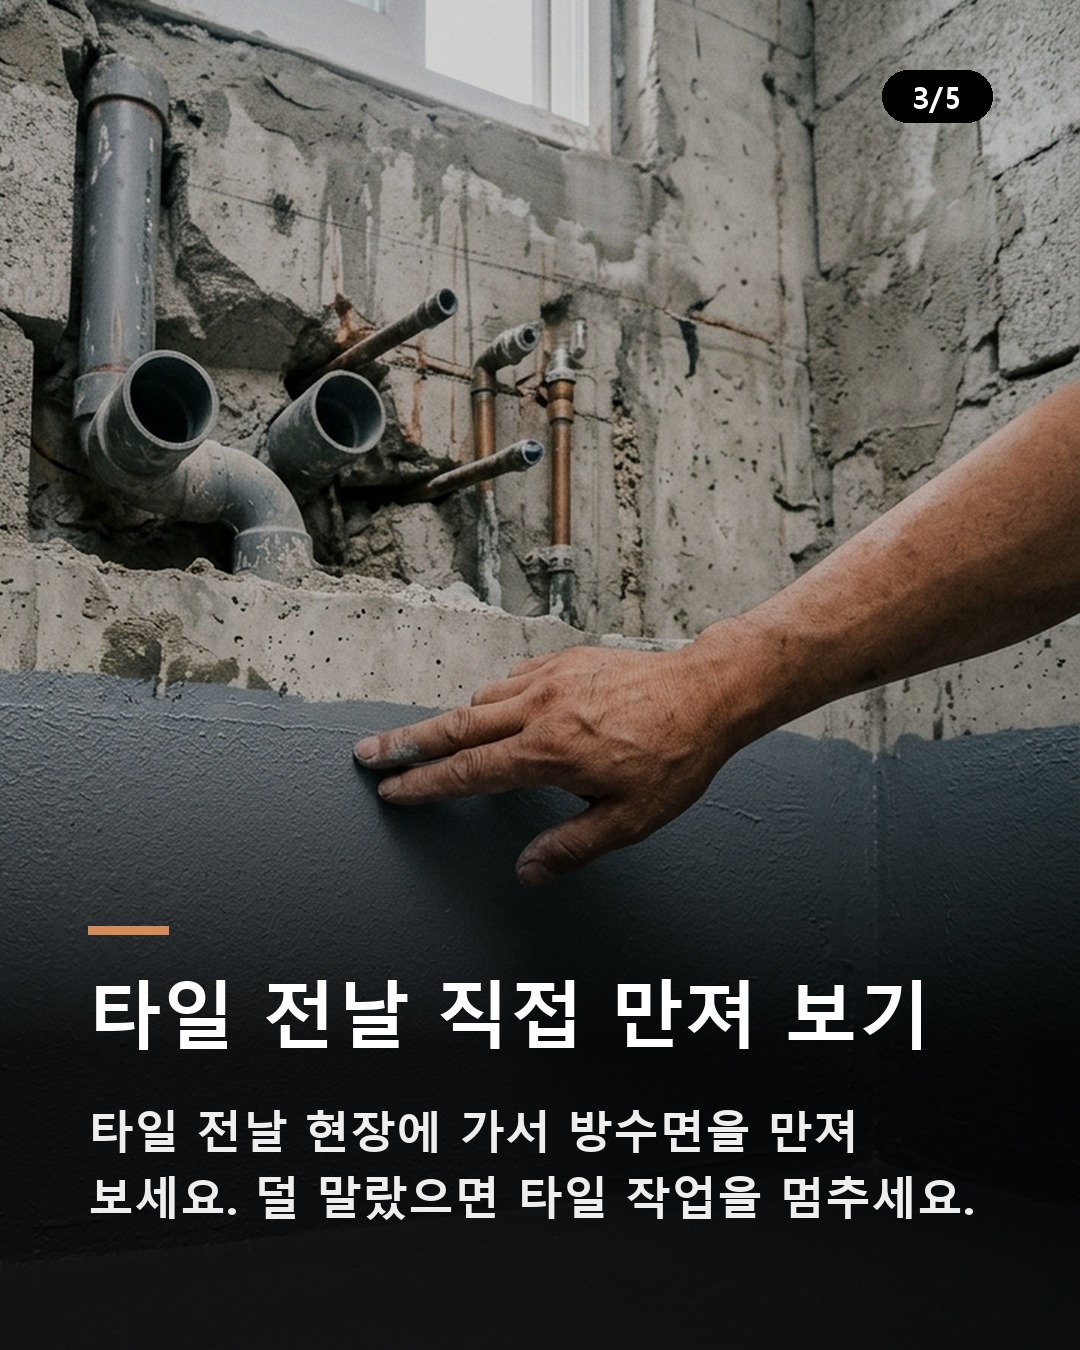 3/5
타일 전날 직접 만져 보기
타일 전날 현장에 가서 방수면을 만져
보세요. 덜 말랐으면 타일 작업을 멈추세요.